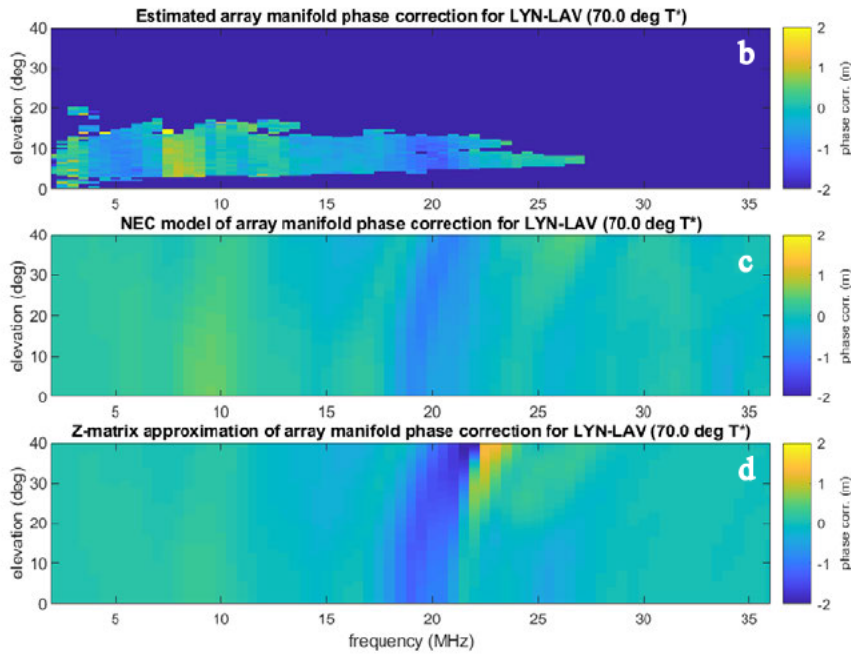 Estimated array manifold phase correction for LYN-LAV (70.0 deg T*)
b
elevation (deg)
40
30
20
10
0
5 10 15 20 25 30 35
2
1
0
-1
-2
phase corr. (m)
NEC model of array manifold phase correction for LYN-LAV (70.0 deg T*)
c
elevation (deg)
40
30
20
10
0
5 10 15 20 25 30 35
2
1
0
-1
-2
phase corr. (m)
Z-matrix approximation of array manifold phase correction for LYN-LAV (70.0 deg T*)
d
elevation (deg)
40
30
20
10
0
5 10 15 20 25 30 35
frequency (MHz)
2
1
0
-1
-2
phase corr. (m)